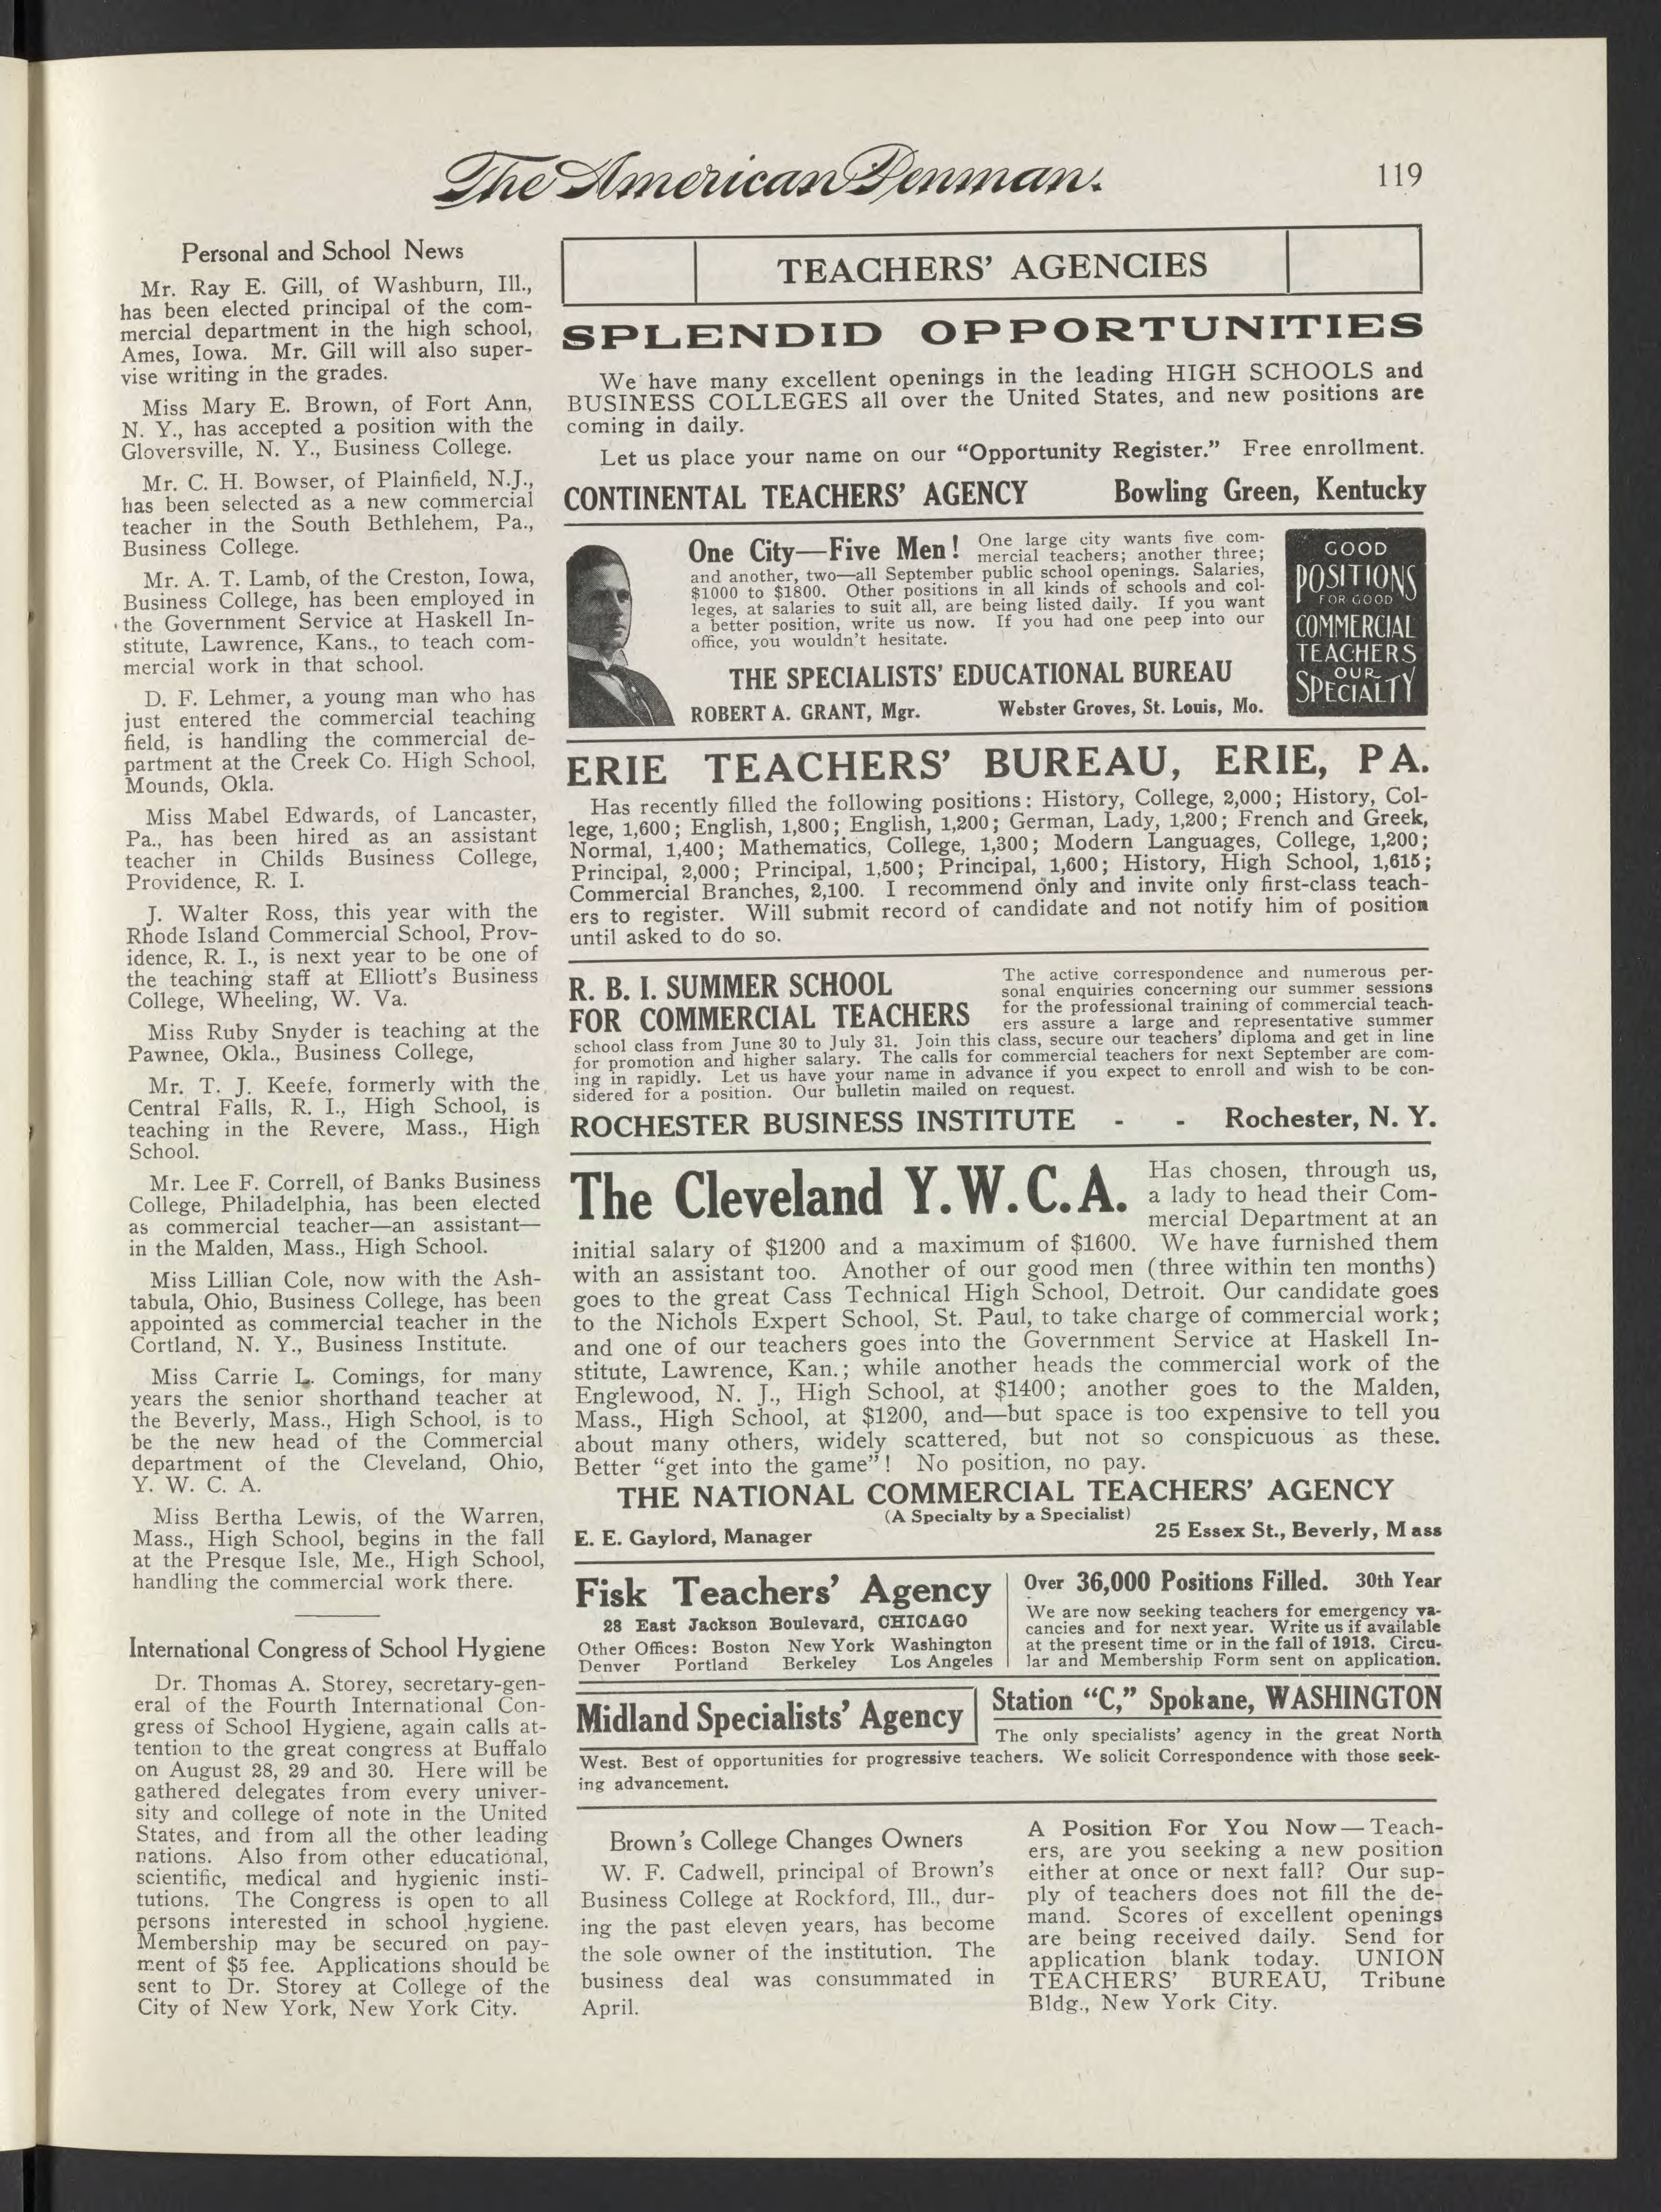 The American Penman.
119
Personal and School News
Mr. Ray E. Gill, of Washburn, Ill.,
has been elected principal of the com-
mercial department in the high school,
Ames, Iowa. Mr. Gill will also super-
vise writing in the grades.
Miss Mary E. Brown, of Fort Ann,
N. Y., has accepted a position with the
Gloversville, N. Y., Business College.
Mr. C. H. Bowser, of Plainfield, N.J.,
has been selected as a new commercial
teacher in the South Bethlehem, Pa.,
Business College.
Mr. A. T. Lamb, of the Creston, Iowa,
Business College, has been employed in
the Government Service at Haskell In-
stitute, Lawrence, Kans., to teach com-
mercial work in that school.
D. F. Lehmer, a young man who has
just entered the commercial teaching
field, is handling the commercial de-
partment at the Creek Co. High School,
Mounds, Okla.
Miss Mabel Edwards, of Lancaster,
Pa., has been hired as an assistant
teacher in Childs Business College,
Providence, R. I.
J. Walter Ross, this year with the
Rhode Island Commercial School, Prov-
idence, R. I., is next year to be one of
the teaching staff at Elliott's Business
College, Wheeling, W. Va.
Miss Ruby Snyder is teaching at the
Pawnee, Okla., Business College,
Mr. T. J. Keefe, formerly with the
Central Falls, R. I., High School, is
teaching in the Revere, Mass., High
School.
Mr. Lee F. Correll, of Banks Business
College, Philadelphia, has been elected
as commercial teacher—an assistant—
in the Malden, Mass., High School.
Miss Lillian Cole, now with the Ash-
tabula, Ohio, Business College, has been
appointed as commercial teacher in the
Cortland, N. Y., Business Institute.
Miss Carrie L. Comings, for many
years the senior shorthand teacher at
the Beverly, Mass., High School, is to
be the new head of the Commercial
department of the Cleveland, Ohio,
Y. W. C. A.
Miss Bertha Lewis, of the Warren,
Mass., High School, begins in the fall
at the Presque Isle, Me., High School,
handling the commercial work there.
International Congress of School Hygiene
Dr. Thomas A. Storey, secretary-gen-
eral of the Fourth International Con-
gress of School Hygiene, again calls at-
tention to the great congress at Buffalo
on August 28, 29 and 30. Here will be
gathered delegates from every univer-
sity and college of note in the United
States, and from all the other leading
nations. Also from other educational,
scientific, medical and hygienic insti-
tutions. The Congress is open to all
persons interested in school hygiene.
Membership may be secured on pay-
ment of $5 fee. Applications should be
sent to Dr. Storey at College of the
City of New York, New York City.
TEACHERS' AGENCIES
SPLENDID OPPORTUNITIES
We have many excellent openings in the leading HIGH SCHOOLS and
BUSINESS COLLEGES all over the United States, and new positions are
coming in daily.
Let us place your name on our "Opportunity Register." Free enrollment.
CONTINENTAL TEACHERS' AGENCY Bowling Green, Kentucky
One City—Five Men! One large city wants five com-
mercial teachers; another three;
and another, two—all September public school openings. Salaries,
$1000 to $1800. Other positions in all kinds of schools and col-
leges, at salaries to suit all, are being listed daily. If you want
a better position, write us now. If you had one peep into our
office, you wouldn't hesitate.
THE SPECIALISTS' EDUCATIONAL BUREAU
ROBERT A. GRANT, Mgr. Webster Groves, St. Louis, Mo.
GOOD
POSITIONS
FOR GOOD
COMMERCIAL
TEACHERS
OUR
SPECIALTY
ERIE TEACHERS' BUREAU, ERIE, PA.
Has recently filled the following positions: History, College, 2,000; History, Col-
lege, 1,600; English, 1,800; English, 1,200; German, Lady, 1,200; French and Greek,
Normal, 1,400; Mathematics, College, 1,300; Modern Languages, College, 1,200;
Principal, 2,000; Principal, 1,500; Principal, 1,600; History, High School, 1,615;
Commercial Branches, 2,100. I recommend only and invite only first-class teach-
ers to register. Will submit record of candidate and not notify him of position
until asked to do so.
R. B. I. SUMMER SCHOOL
FOR COMMERCIAL TEACHERS
The active correspondence and numerous per-
sonal enquiries concerning our summer sessions
for the professional training of commercial teach-
ers assure a large and representative summer
school class from June 30 to July 31. Join this class, secure our teachers' diploma and get in line
for promotion and higher salary. The calls for commercial teachers for next September are com-
ing in rapidly. Let us have your name in advance if you expect to enroll and wish to be con-
sidered for a position. Our bulletin mailed on request.
ROCHESTER BUSINESS INSTITUTE - - Rochester, N. Y.
The Cleveland Y.W.C.A.
Has chosen, through us,
a lady to head their Com-
mercial Department at an
initial salary of $1200 and a maximum of $1600. We have furnished them
with an assistant too. Another of our good men (three within ten months)
goes to the great Cass Technical High School, Detroit. Our candidate goes
to the Nichols Expert School, St. Paul, to take charge of commercial work;
and one of our teachers goes into the Government Service at Haskell In-
stitute, Lawrence, Kan.; while another heads the commercial work of the
Englewood, N. J., High School, at $1400; another goes to the Malden,
Mass., High School, at $1200, and—but space is too expensive to tell you
about many others, widely scattered, but not so conspicuous as these.
Better "get into the game"! No position, no pay.
THE NATIONAL COMMERCIAL TEACHERS' AGENCY
(A Specialty by a Specialist)
E. E. Gaylord, Manager 25 Essex St., Beverly, Mass
Fisk Teachers' Agency
28 East Jackson Boulevard, CHICAGO
Other Offices: Boston New York Washington
Denver Portland Berkeley Los Angeles
Over 36,000 Positions Filled. 30th Year
We are now seeking teachers for emergency va-
cancies and for next year. Write us if available
at the present time or in the fall of 1913. Circu-
lar and Membership Form sent on application.
Midland Specialists' Agency
Station "C," Spokane, WASHINGTON
The only specialists' agency in the great North
West. Best of opportunities for progressive teachers. We solicit Correspondence with those seek-
ing advancement.
Brown's College Changes Owners
W. F. Cadwell, principal of Brown's
Business College at Rockford, Ill., dur-
ing the past eleven years, has become
the sole owner of the institution. The
business deal was consummated in
April.
A Position For You Now—Teach-
ers, are you seeking a new position
either at once or next fall? Our sup-
ply of teachers does not fill the de-
mand. Scores of excellent openings
are being received daily. Send for
application blank today. UNION
TEACHERS' BUREAU, Tribune
Bldg., New York City.